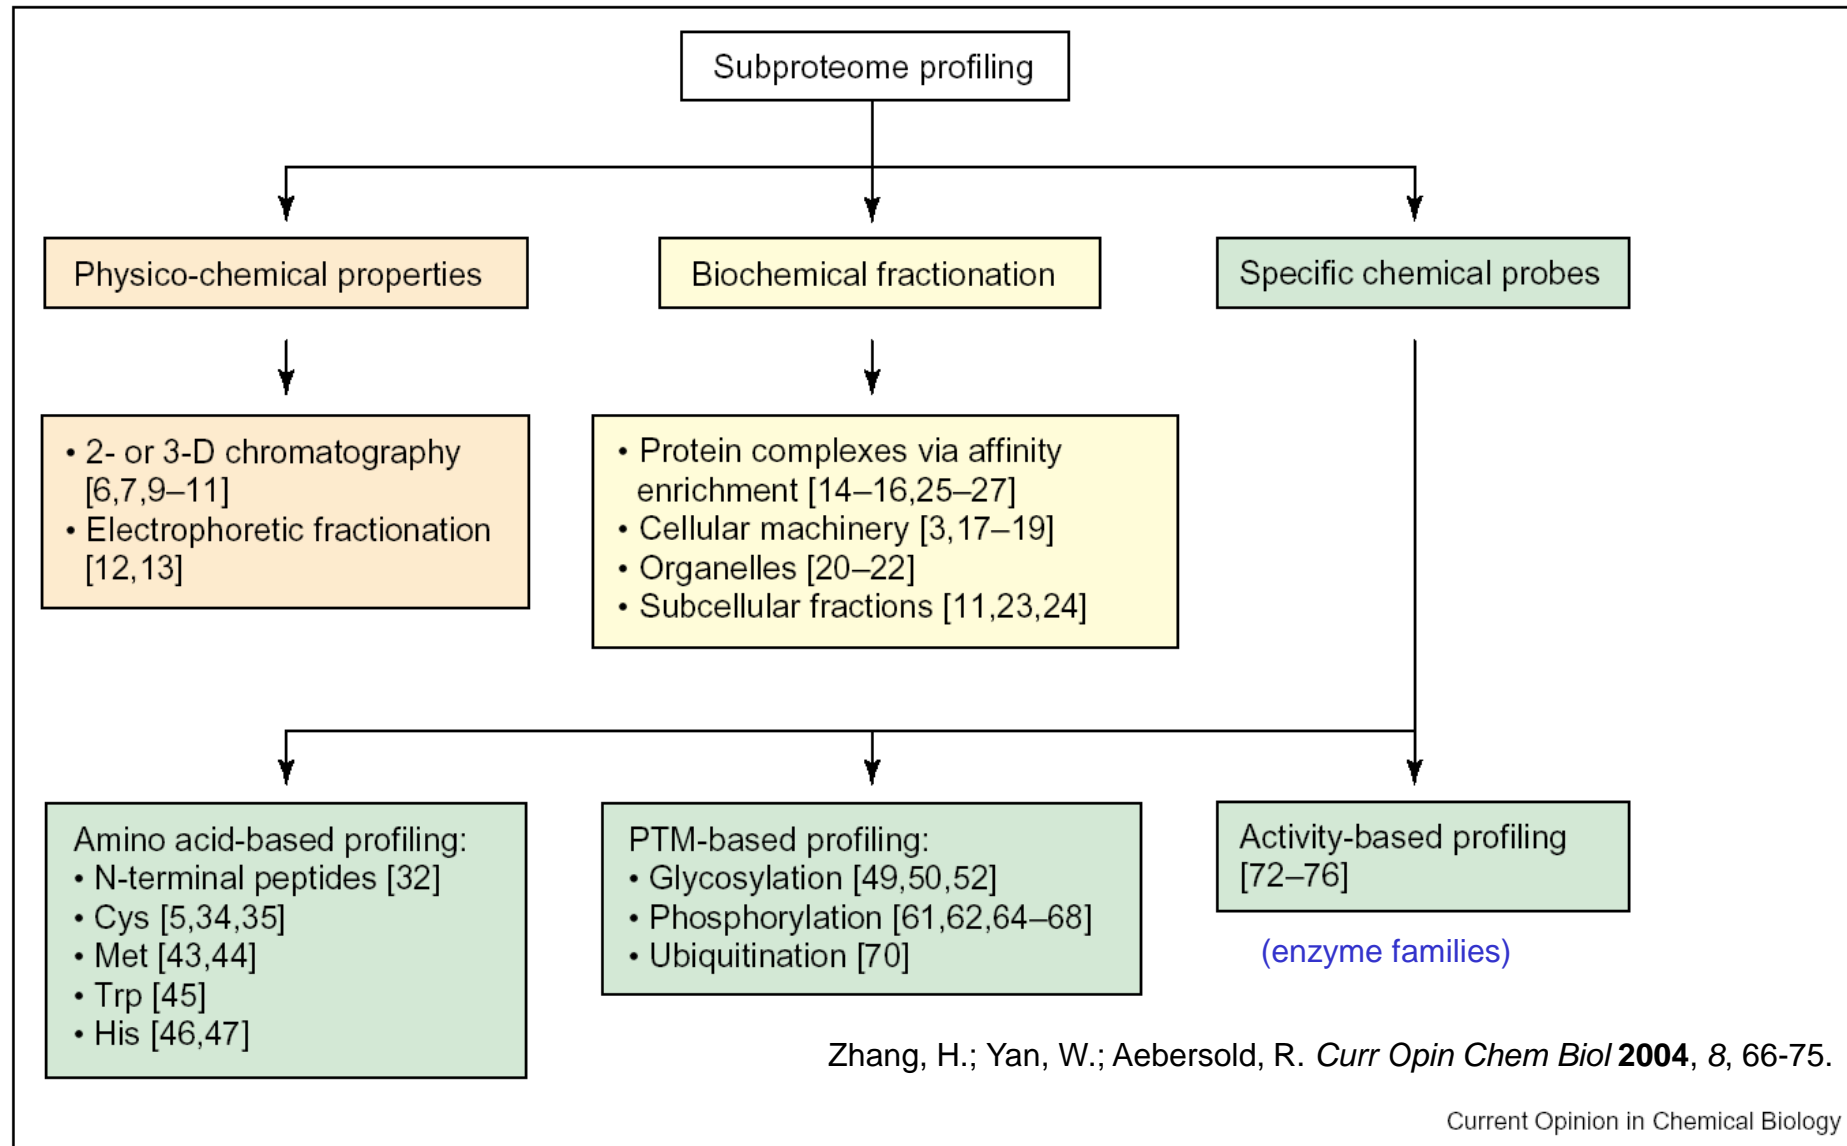 Subproteome profiling
Physico-chemical properties
Biochemical fractionation
Specific chemical probes
• 2- or 3-D chromatography
[6,7,9–11]
• Electrophoretic fractionation
[12,13]
• Protein complexes via affinity
enrichment [14–16,25–27]
• Cellular machinery [3,17–19]
• Organelles [20–22]
• Subcellular fractions [11,23,24]
Amino acid-based profiling:
• N-terminal peptides [32]
• Cys [5,34,35]
• Met [43,44]
• Trp [45]
• His [46,47]
PTM-based profiling:
• Glycosylation [49,50,52]
• Phosphorylation [61,62,64–68]
• Ubiquitination [70]
Activity-based profiling
[72–76]
(enzyme families)
Zhang, H.; Yan, W.; Aebersold, R. Curr Opin Chem Biol 2004, 8, 66-75.
Current Opinion in Chemical Biology